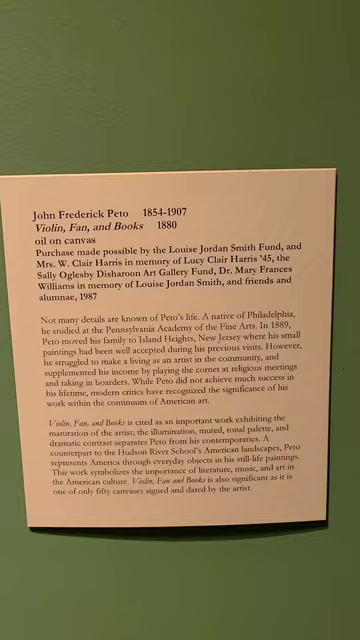 John Frederick Peto 1854-1907
Violin, Fan, and Books 1880
oil on canvas
Purchase made possible by the Louise Jordan Smith Fund, and
Mrs. W. Clair Harris in memory of Lucy Clair Harris '45, the
Sally Oglesby Disharoon Art Gallery Fund, Dr. Mary Frances
Williams in memory of Louise Jordan Smith, and friends and
alumnae, 1987
Not many details are known of Peto's life. A native of Philadelphia,
he studied at the Pennsylvania Academy of the Fine Arts. In 1889,
Peto moved his family to Island Heights, New Jersey where his small
paintings had been well accepted during his previous visits. However,
he struggled to make a living as an artist in the community, and
supplemented his income by playing the cornet at religious meetings
and taking in boarders. While Peto did not achieve much success in
his lifetime, modern critics have recognized the significance of his
work within the continuum of American art.
Violin, Fan, and Books is cited as an important work exhibiting the
maturation of the artist; the illumination, muted, tonal palette, and
dramatic contrast separates Peto from his contemporaries. A
counterpart to the Hudson River School's American landscapes, Peto
represents America through everyday objects in his still-life paintings.
This work symbolizes the importance of literature, music, and art in
the American culture. Violin, Fan and Books is also significant as it is
one of only fifty canvases signed and dared by the artist.